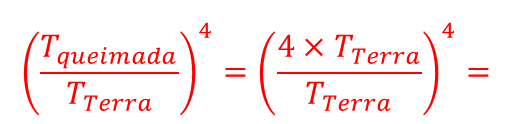 (T_queimada / T_Terra)^4 = (4 × T_Terra / T_Terra)^4 =